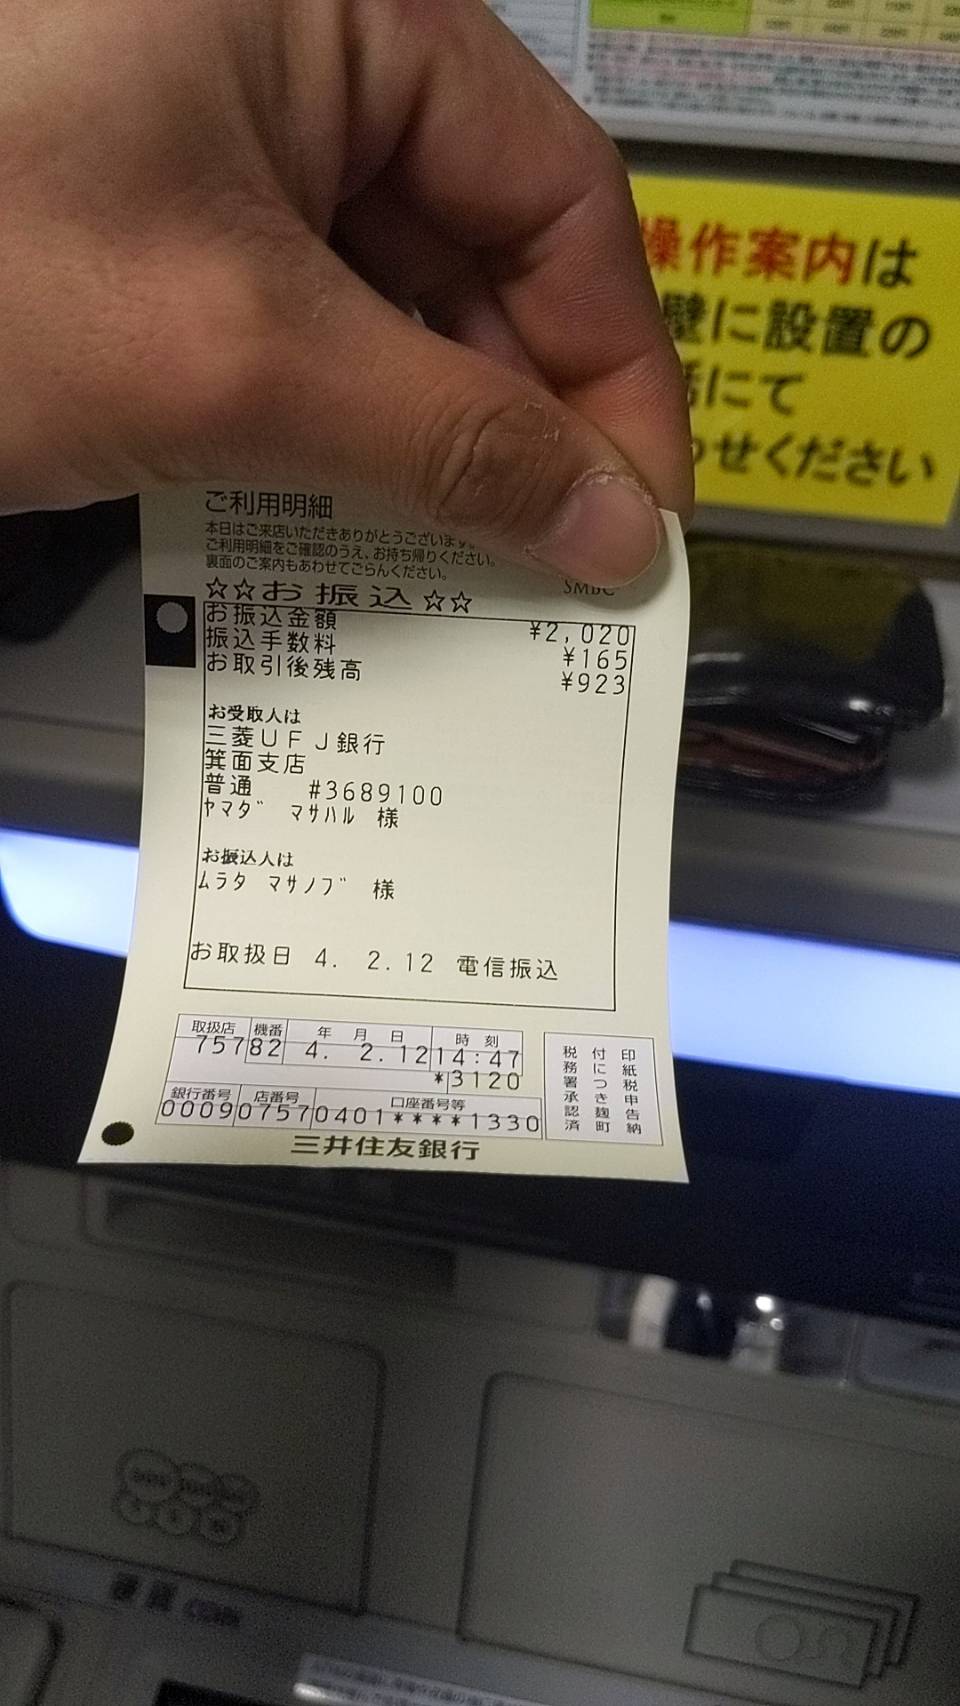 操作案内は
壁に設置の
話にて
わせください
ご利用明細
本日はご来店いただきありがとうございます。
ご利用明細をご確認のうえ、お持ち帰りください。
裏面のご案内もあわせてごらんください。
SMBC
☆☆お振込☆☆
お振込金額 ¥2,020
振込手数料 ¥165
お取引後残高 ¥923
お受取人は
三菱UFJ銀行
箕面支店
普通 #3689100
ヤマダ マサハル 様
お振込人は
ムラタ マサノブ 様
お取扱日 4. 2.12 電信振込
取扱店 機番 年 月 日 時刻
757 82 4. 2.12 14:47
*3120
銀行番号 店番号 口座番号等
0009 0757 0401****1330
印紙税申告納
付につき麹町
税務署承認済
三井住友銀行